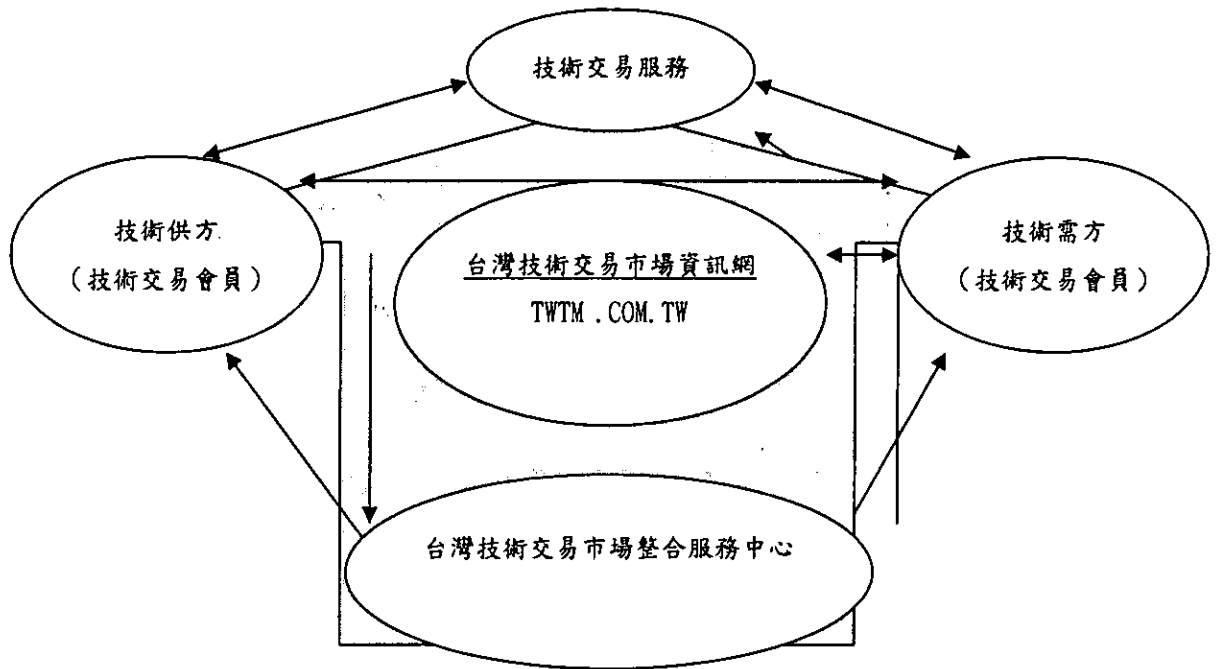 技術交易服務
技術供方
（技術交易會員）
台灣技術交易市場資訊網
TWTM .COM.TW
技術需方
（技術交易會員）
台灣技術交易市場整合服務中心